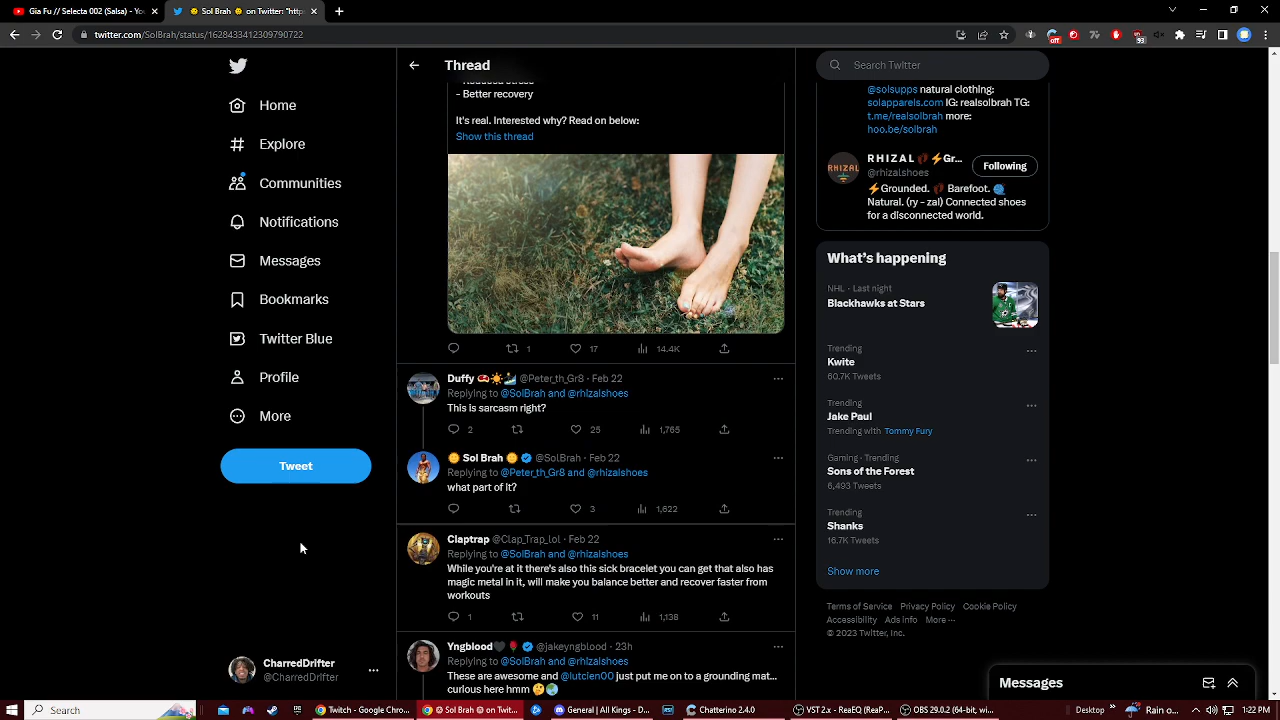 Gia Fu // Selecta 002 (Salsa) - Yo
Sol Brah on Twitter: "http
twitter.com/SolBrah/status/1628433412309790722
Home
Explore
Communities
Notifications
Messages
Bookmarks
Twitter Blue
Profile
More
Tweet
CharredDrifter
@CharredDrifter
Thread
- Reduced stress
- Better recovery
It's real. Interested why? Read on below:
Show this thread
1 17 14.4K
Duffy @Peter_th_Gr8 · Feb 22
Replying to @SolBrah and @rhizalshoes
This is sarcasm right?
2 25 1,765
Sol Brah @SolBrah · Feb 22
Replying to @Peter_th_Gr8 and @rhizalshoes
what part of it?
3 1,622
Claptrap @Clap_Trap_lol · Feb 22
Replying to @SolBrah and @rhizalshoes
While you're at it there's also this sick bracelet you can get that also has
magic metal in it, will make you balance better and recover faster from
workouts
1 11 1,138
Yngblood @jakeyngblood · 23h
Replying to @SolBrah and @rhizalshoes
These are awesome and @lutcien00 just put me on to a grounding mat...
curious here hmm
Search Twitter
@solsupps natural clothing:
solapparels.com IG: realsolbrah TG:
t.me/realsolbrah more:
hoo.be/solbrah
RHIZAL
R H I Z A L Gr...
@rhizalshoes
Following
Grounded. Barefoot.
Natural. (ry - zal) Connected shoes
for a disconnected world.
What's happening
NHL · Last night
Blackhawks at Stars
Trending
Kwite
60.7K Tweets
Trending
Jake Paul
Trending with Tommy Fury
Gaming · Trending
Sons of the Forest
6,493 Tweets
Trending
Shanks
16.7K Tweets
Show more
Terms of Service Privacy Policy Cookie Policy
Accessibility Ads info More ···
© 2023 Twitter, Inc.
Messages
Search
Twitch - Google Chro...
Sol Brah on Twitt...
General | All Kings - D...
Chatterino 2.4.0
VST 2x - ReaEQ (ReaF...
OBS 29.0.2 (64-bit, w...
Desktop
Rain o...
1:22 PM